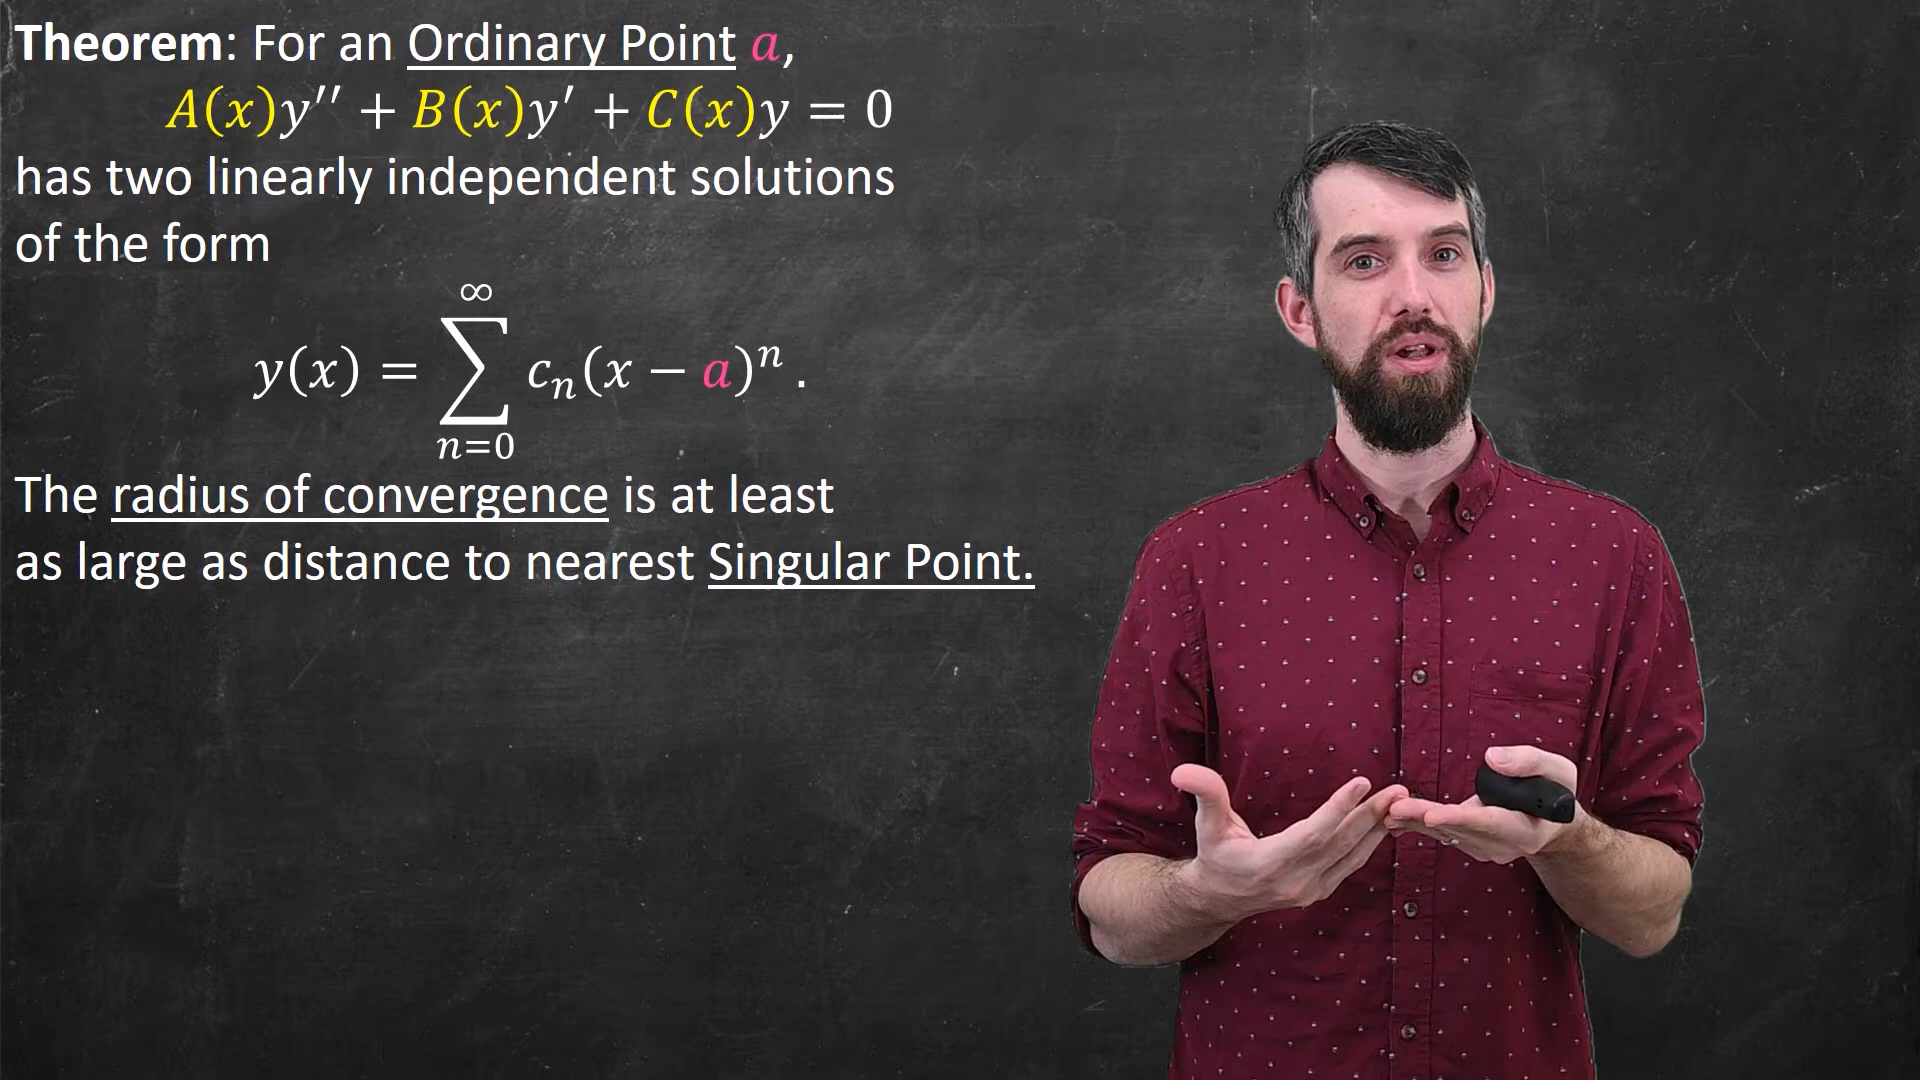 Theorem: For an Ordinary Point a,
A(x)y′′ + B(x)y′ + C(x)y = 0
has two linearly independent solutions
of the form
y(x) = ∑_{n=0}^{∞} c_n(x − a)^n .
The radius of convergence is at least
as large as distance to nearest Singular Point.